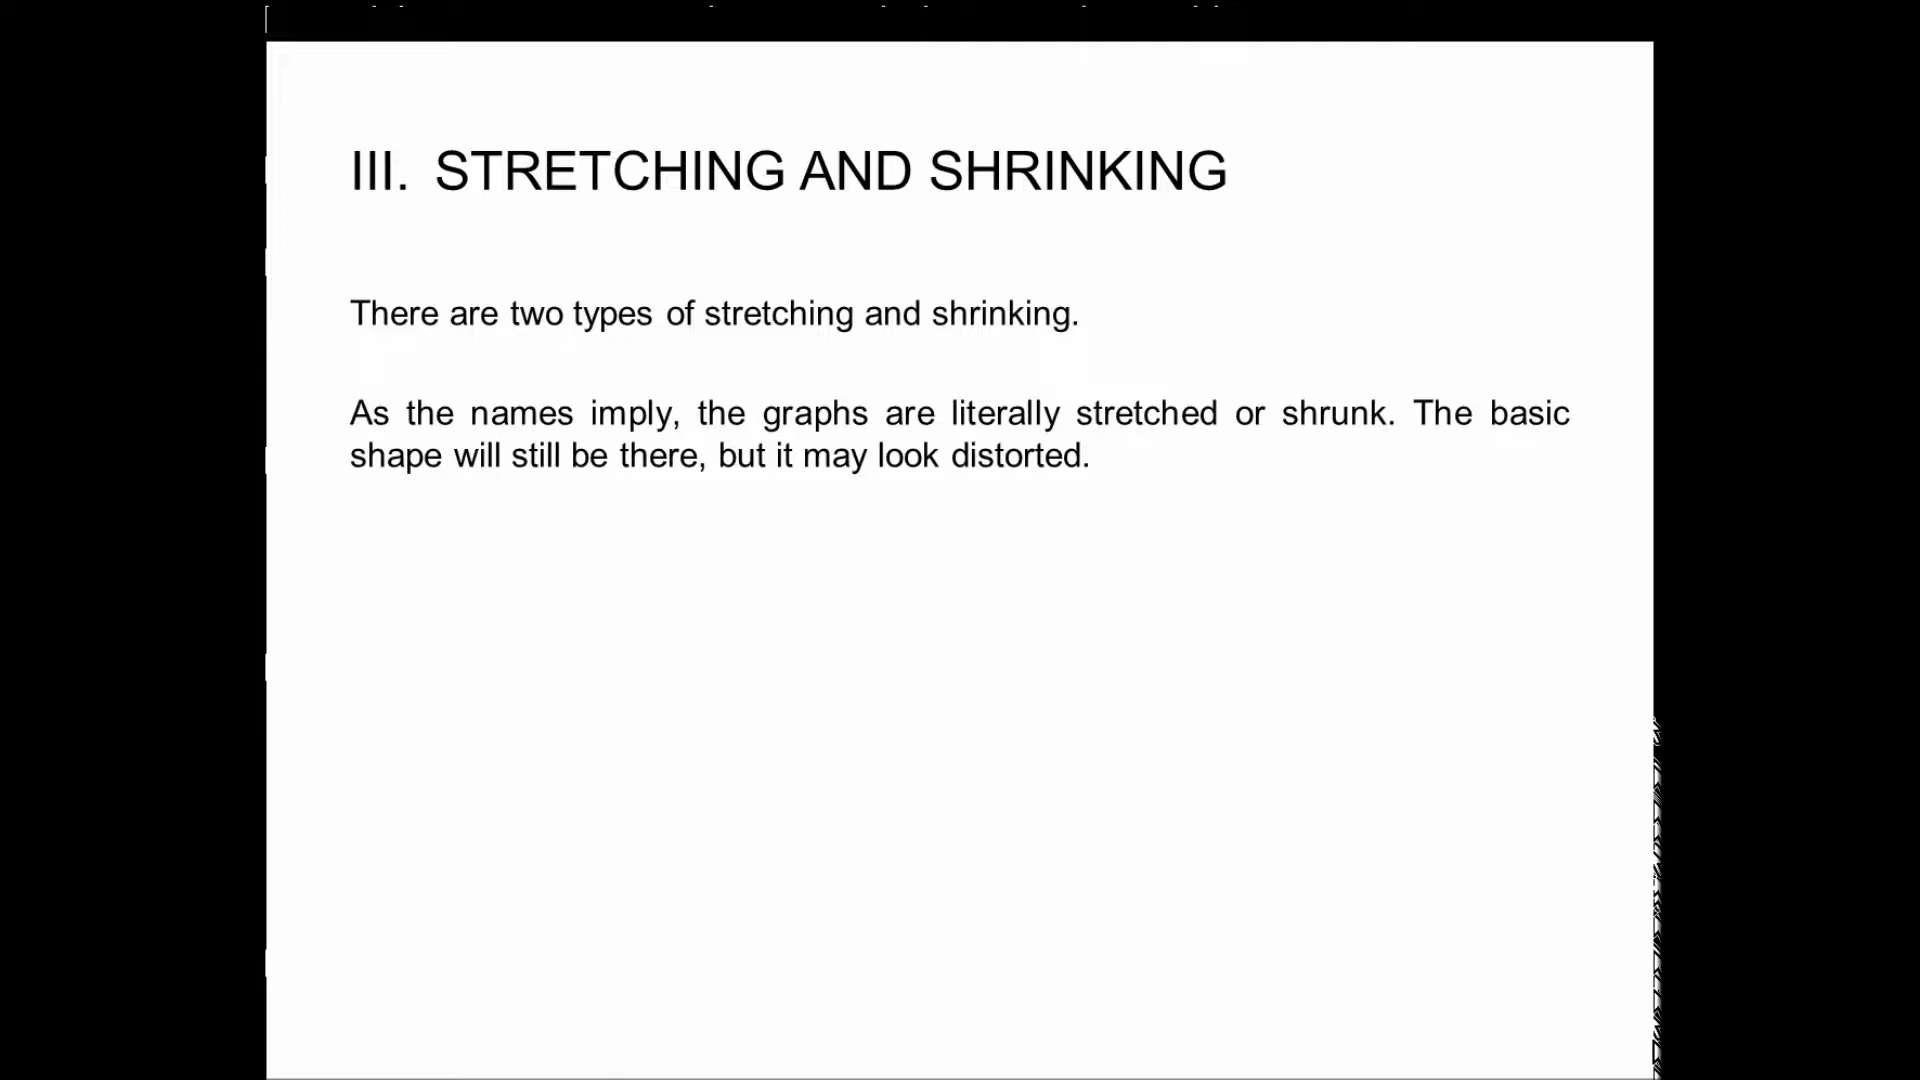 III. STRETCHING AND SHRINKING
There are two types of stretching and shrinking.
As the names imply, the graphs are literally stretched or shrunk. The basic
shape will still be there, but it may look distorted.